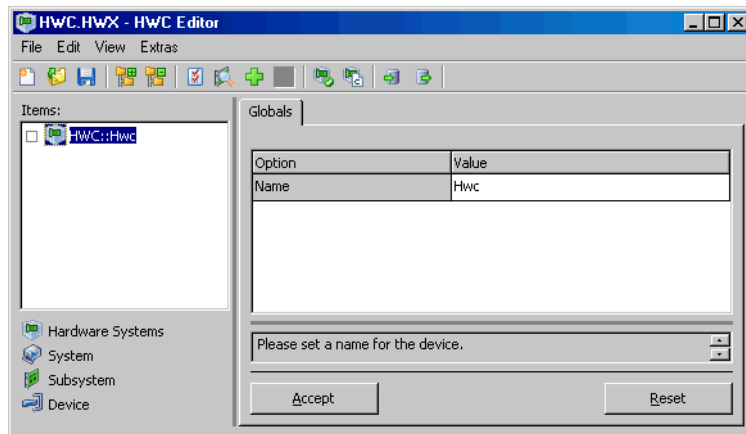 HWC.HWX - HWC Editor
File Edit View Extras
Items:
HWC::Hwc
Globals
Option Value
Name Hwc
Hardware Systems
System
Subsystem
Device
Please set a name for the device.
Accept Reset